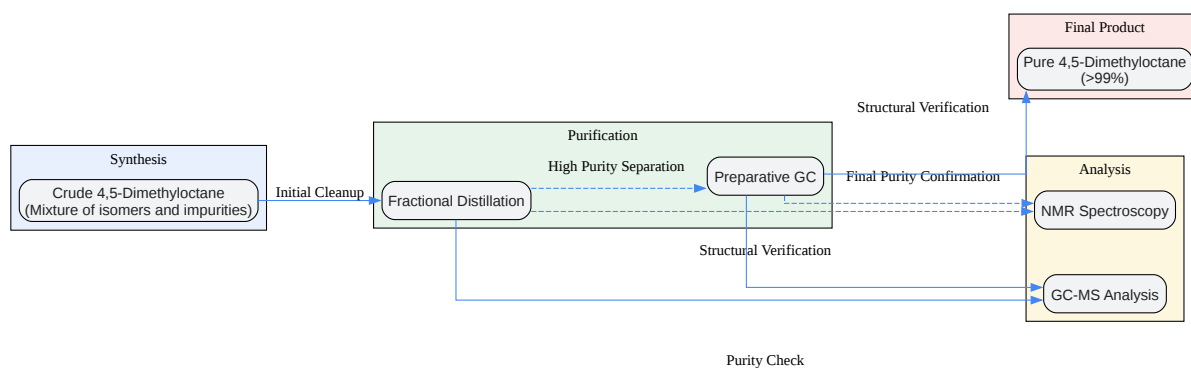 Final Product
Pure 4,5-Dimethyloctane
(>99%)
Structural Verification
Purification
Synthesis
High Purity Separation
Analysis
Crude 4,5-Dimethyloctane
(Mixture of isomers and impurities)
Initial Cleanup
Fractional Distillation
Preparative GC
Final Purity Confirmation
NMR Spectroscopy
Structural Verification
GC-MS Analysis
Purity Check